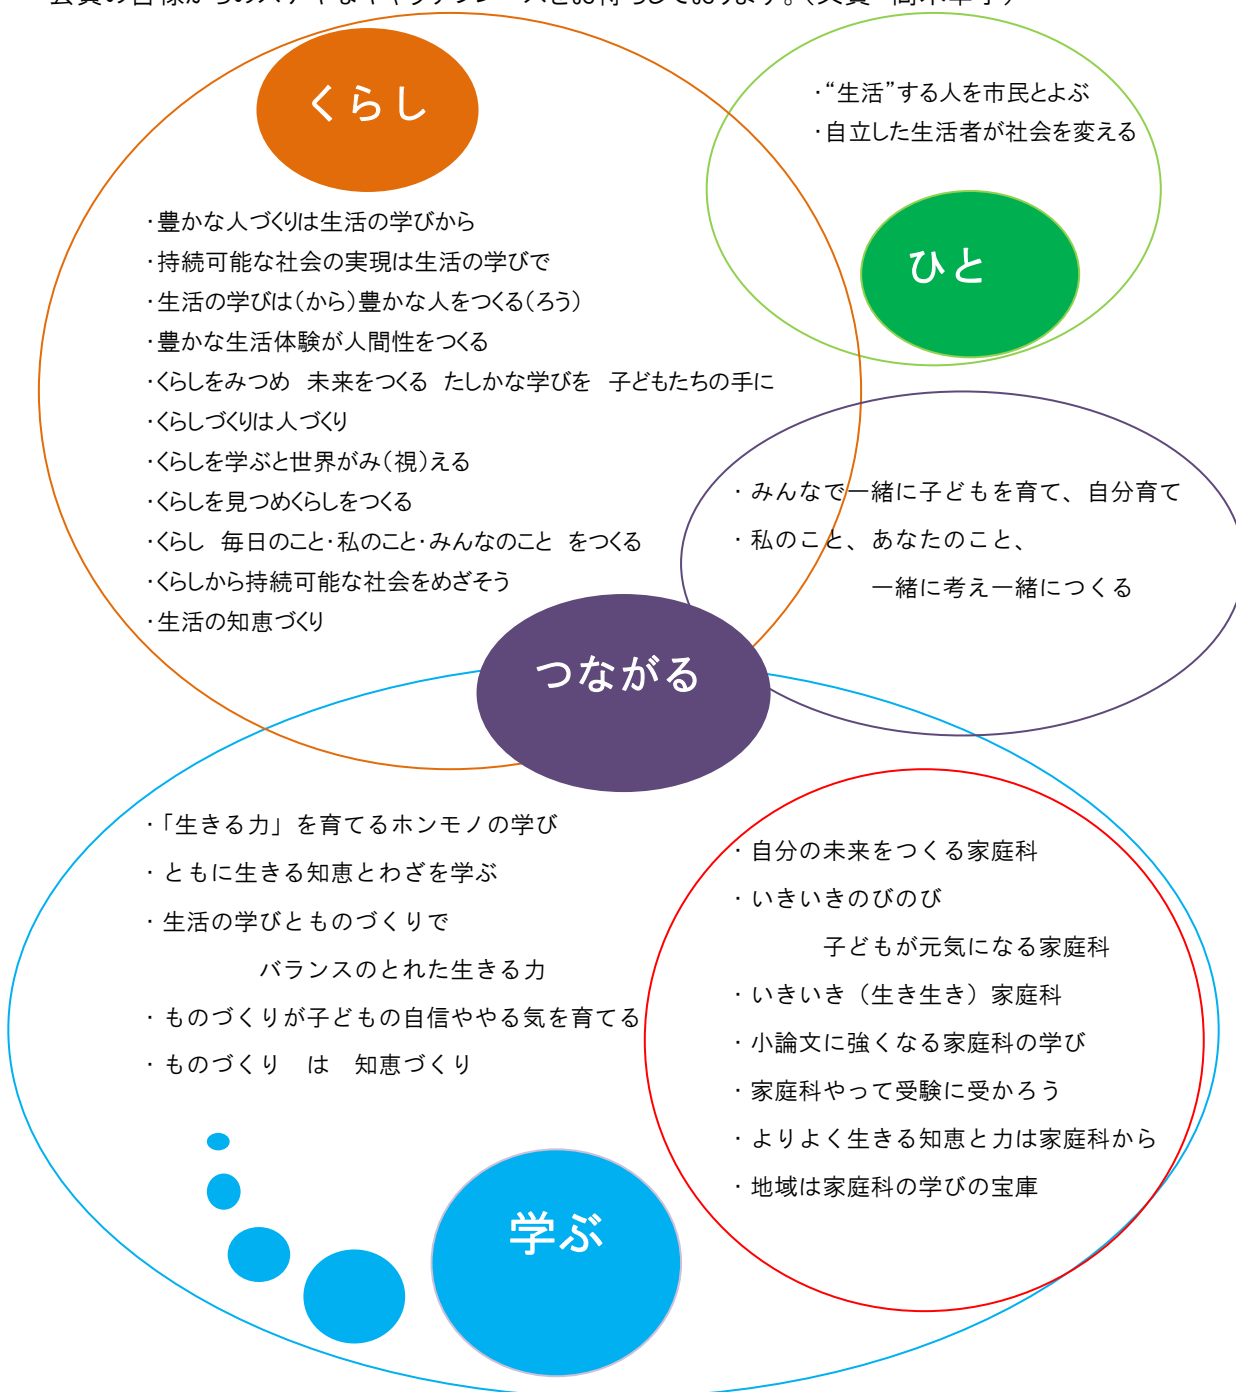 くらし
・豊かな人づくりは生活の学びから
・持続可能な社会の実現は生活の学びで
・生活の学びは(から)豊かな人をつくる(ろう)
・豊かな生活体験が人間性をつくる
・くらしをみつめ　未来をつくる　たしかな学びを　子どもたちの手に
・くらしづくりは人づくり
・くらしを学ぶと世界がみ(視)える
・くらしを見つめくらしをつくる
・くらし　毎日のこと・私のこと・みんなのこと　をつくる
・くらしから持続可能な社会をめざそう
・生活の知恵づくり
・“生活”する人を市民とよぶ
・自立した生活者が社会を変える
ひと
・みんなで一緒に子どもを育て、自分育て
・私のこと、あなたのこと、
一緒に考え一緒につくる
つながる
・「生きる力」を育てるホンモノの学び
・ともに生きる知恵とわざを学ぶ
・生活の学びとものづくりで
バランスのとれた生きる力
・ものづくりが子どもの自信ややる気を育てる
・ものづくり　は　知恵づくり
・自分の未来をつくる家庭科
・いきいきのびのび
子どもが元気になる家庭科
・いきいき（生き生き）家庭科
・小論文に強くなる家庭科の学び
・家庭科やって受験に受かろう
・よりよく生きる知恵と力は家庭科から
・地域は家庭科の学びの宝庫
学ぶ